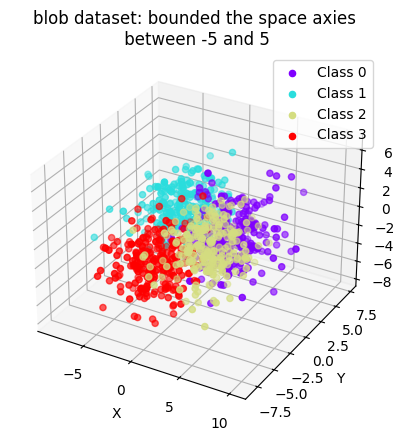 blob dataset: bounded the space axies
between -5 and 5
Class 0
Class 1
Class 2
Class 3
6
4
2
0
−2
−4
−6
−8
7.5
5.0
2.5
0.0
−2.5
−5.0
−7.5
Y
−5
0
5
10
X